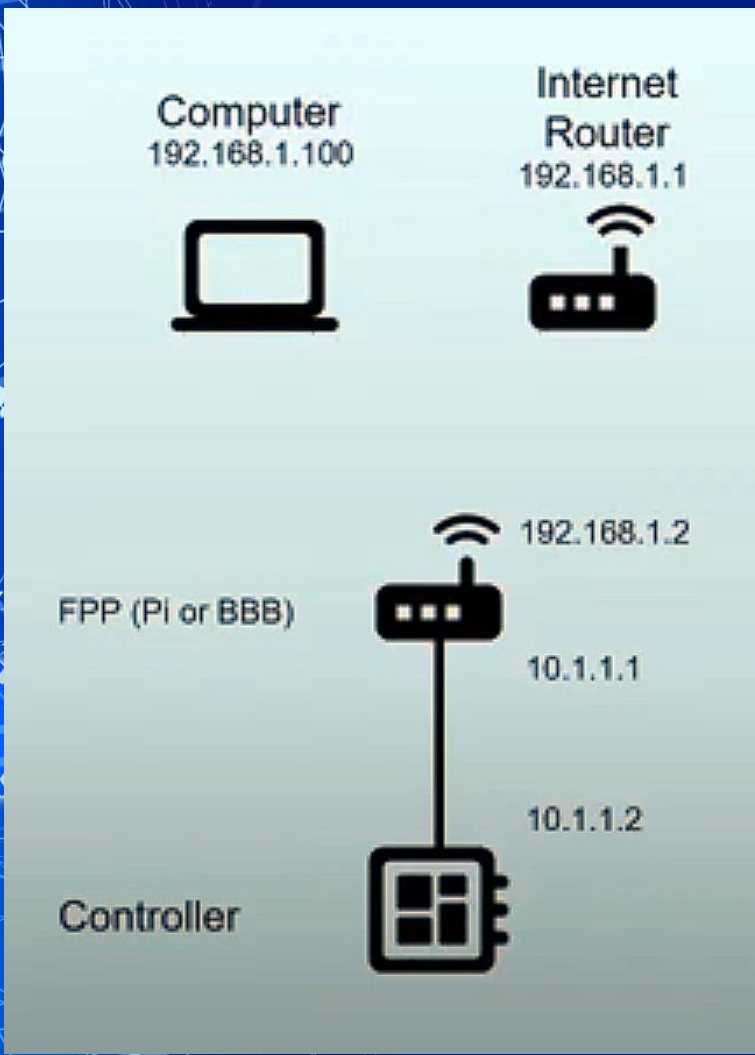 Computer
192.168.1.100
Internet
Router
192.168.1.1
192.168.1.2
FPP (Pi or BBB)
10.1.1.1
10.1.1.2
Controller